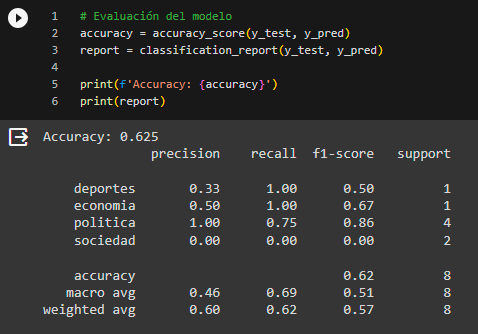 1 # Evaluación del modelo
2 accuracy = accuracy_score(y_test, y_pred)
3 report = classification_report(y_test, y_pred)
4
5 print(f'Accuracy: {accuracy}')
6 print(report)
Accuracy: 0.625
precision recall f1-score support
deportes 0.33 1.00 0.50 1
economia 0.50 1.00 0.67 1
politica 1.00 0.75 0.86 4
sociedad 0.00 0.00 0.00 2
accuracy 0.62 8
macro avg 0.46 0.69 0.51 8
weighted avg 0.60 0.62 0.57 8